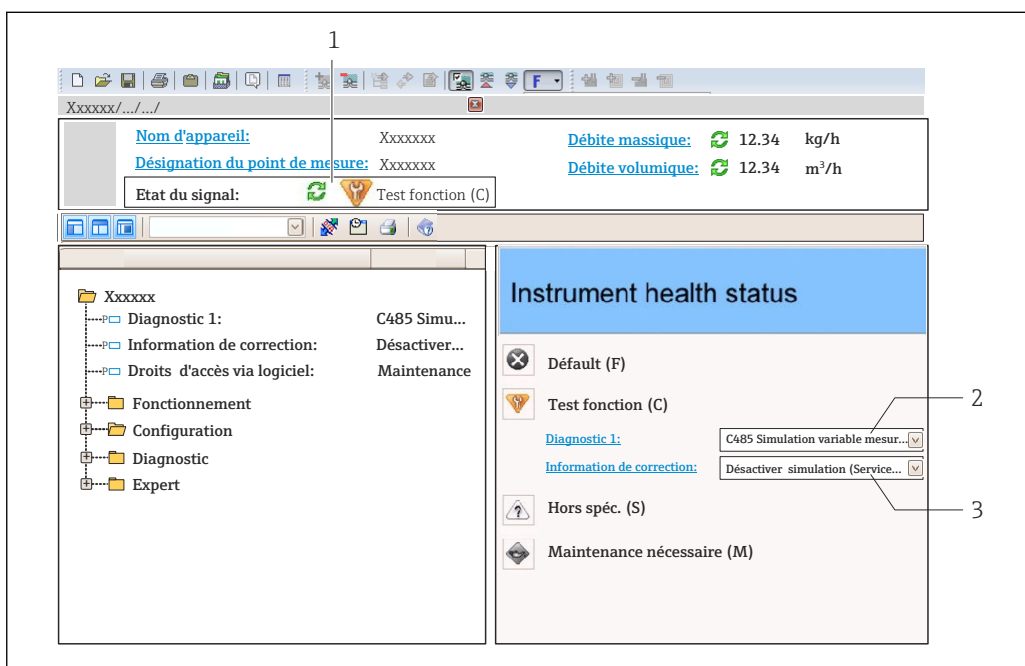 1
F
Xxxxxx/.../.../
Nom d'appareil: Xxxxxxx Débite massique: 12.34 kg/h
Désignation du point de mesure: Xxxxxxx Débite volumique: 12.34 m³/h
Etat du signal: Test fonction (C)
Xxxxxx
P Diagnostic 1: C485 Simu...
P Information de correction: Désactiver...
P Droits d'accès via logiciel: Maintenance
Fonctionnement
Configuration
Diagnostic
Expert
Instrument health status
Défault (F)
Test fonction (C)
Diagnostic 1: C485 Simulation variable mesur...
2
Information de correction: Désactiver simulation (Service...
3
Hors spéc. (S)
Maintenance nécessaire (M)